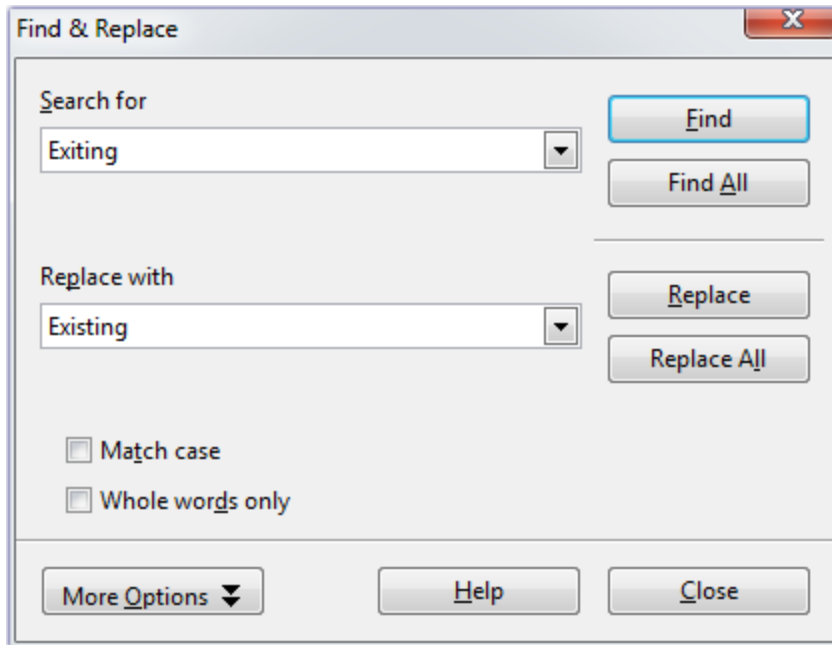 Find & Replace
Search for
Exiting
Find
Find All
Replace with
Existing
Replace
Replace All
Match case
Whole words only
More Options
Help
Close